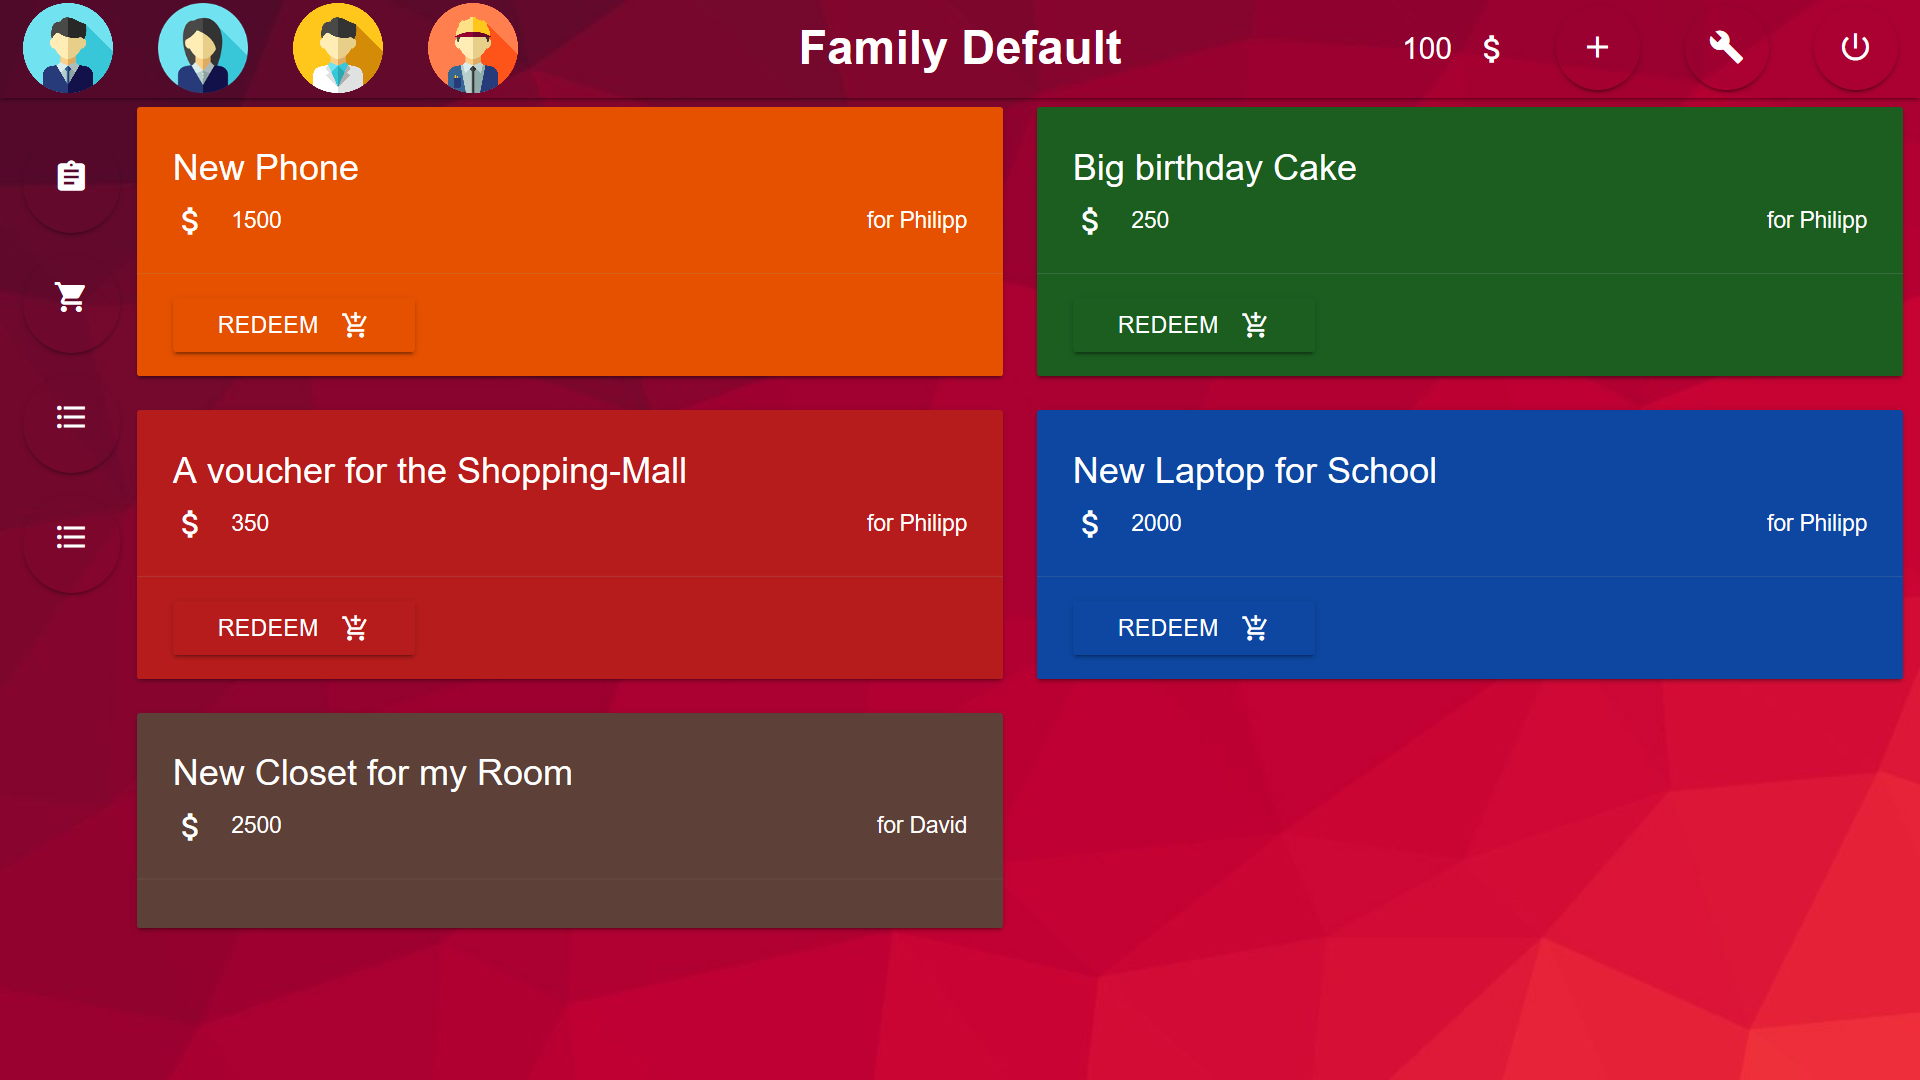 Family Default
100 $
New Phone
$ 1500 for Philipp
REDEEM
Big birthday Cake
$ 250 for Philipp
REDEEM
A voucher for the Shopping-Mall
$ 350 for Philipp
REDEEM
New Laptop for School
$ 2000 for Philipp
REDEEM
New Closet for my Room
$ 2500 for David